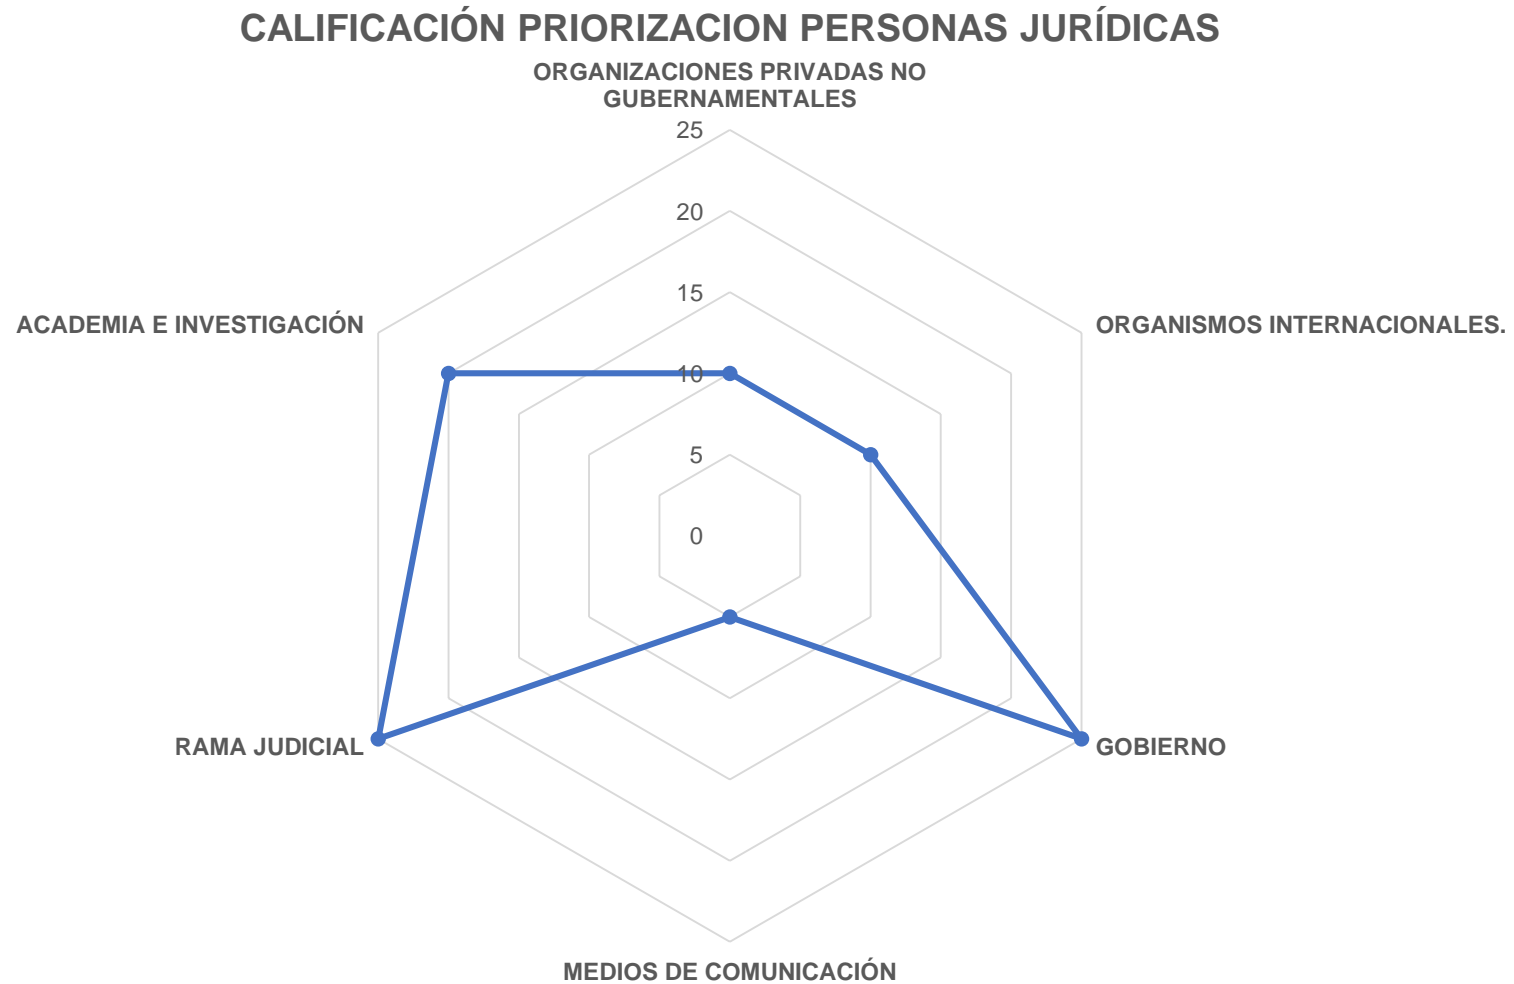 CALIFICACIÓN PRIORIZACION PERSONAS JURÍDICAS
ORGANIZACIONES PRIVADAS NO
GUBERNAMENTALES
25
20
15
10
5
0
ACADEMIA E INVESTIGACIÓN
ORGANISMOS INTERNACIONALES.
RAMA JUDICIAL
GOBIERNO
MEDIOS DE COMUNICACIÓN